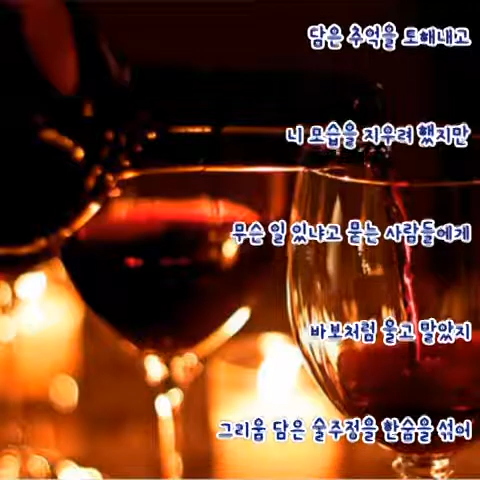 담은 추억을 토해내고
니 모습을 지우려 했지만
무슨 일 있냐고 묻는 사람들에게
바보처럼 울고 말았지
그리움 담은 술주정을 한숨을 섞어